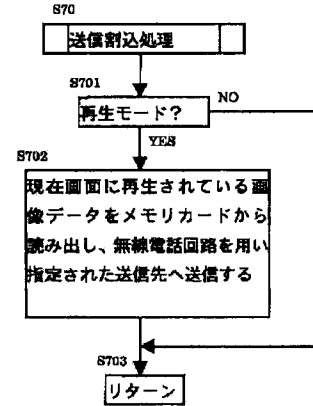 S70
送信割込処理
S701
再生モード？
NO
YES
S702
現在画面に再生されている画
像データをメモリカードから
読み出し、無線電話回路を用い
指定された送信先へ送信する
S703
リターン